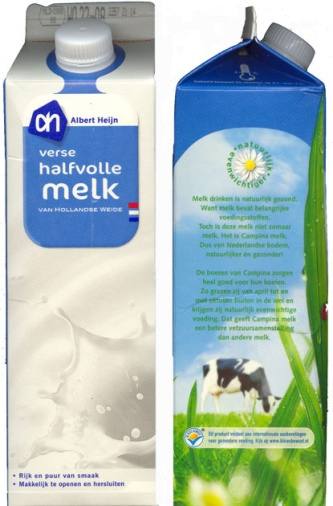 Albert Heijn
verse
halfvolle
melk
VAN HOLLANDSE WEIDE
• Rijk en puur van smaak
• Makkelijk te openen en hersluiten
natuurlijk evenwichtiger
Melk drinken is natuurlijk gezond.
Want melk bevat belangrijke
voedingsstoffen.
Toch is deze melk niet zomaar
melk. Het is Campina melk.
Dus van Nederlandse bodem,
natuurlijker én gezonder!
De boeren van Campina zorgen
heel goed voor hun koeien.
Zo grazen zij van april tot en
met oktober buiten in de wei en
krijgen zij natuurlijk evenwichtige
voeding. Dat geeft Campina melk
een betere vetzuursamenstelling
dan andere melk.
Dit product voldoet aan internationale aanbevelingen
voor gezondere voeding. Kijk op www.ikkiesbewust.nl